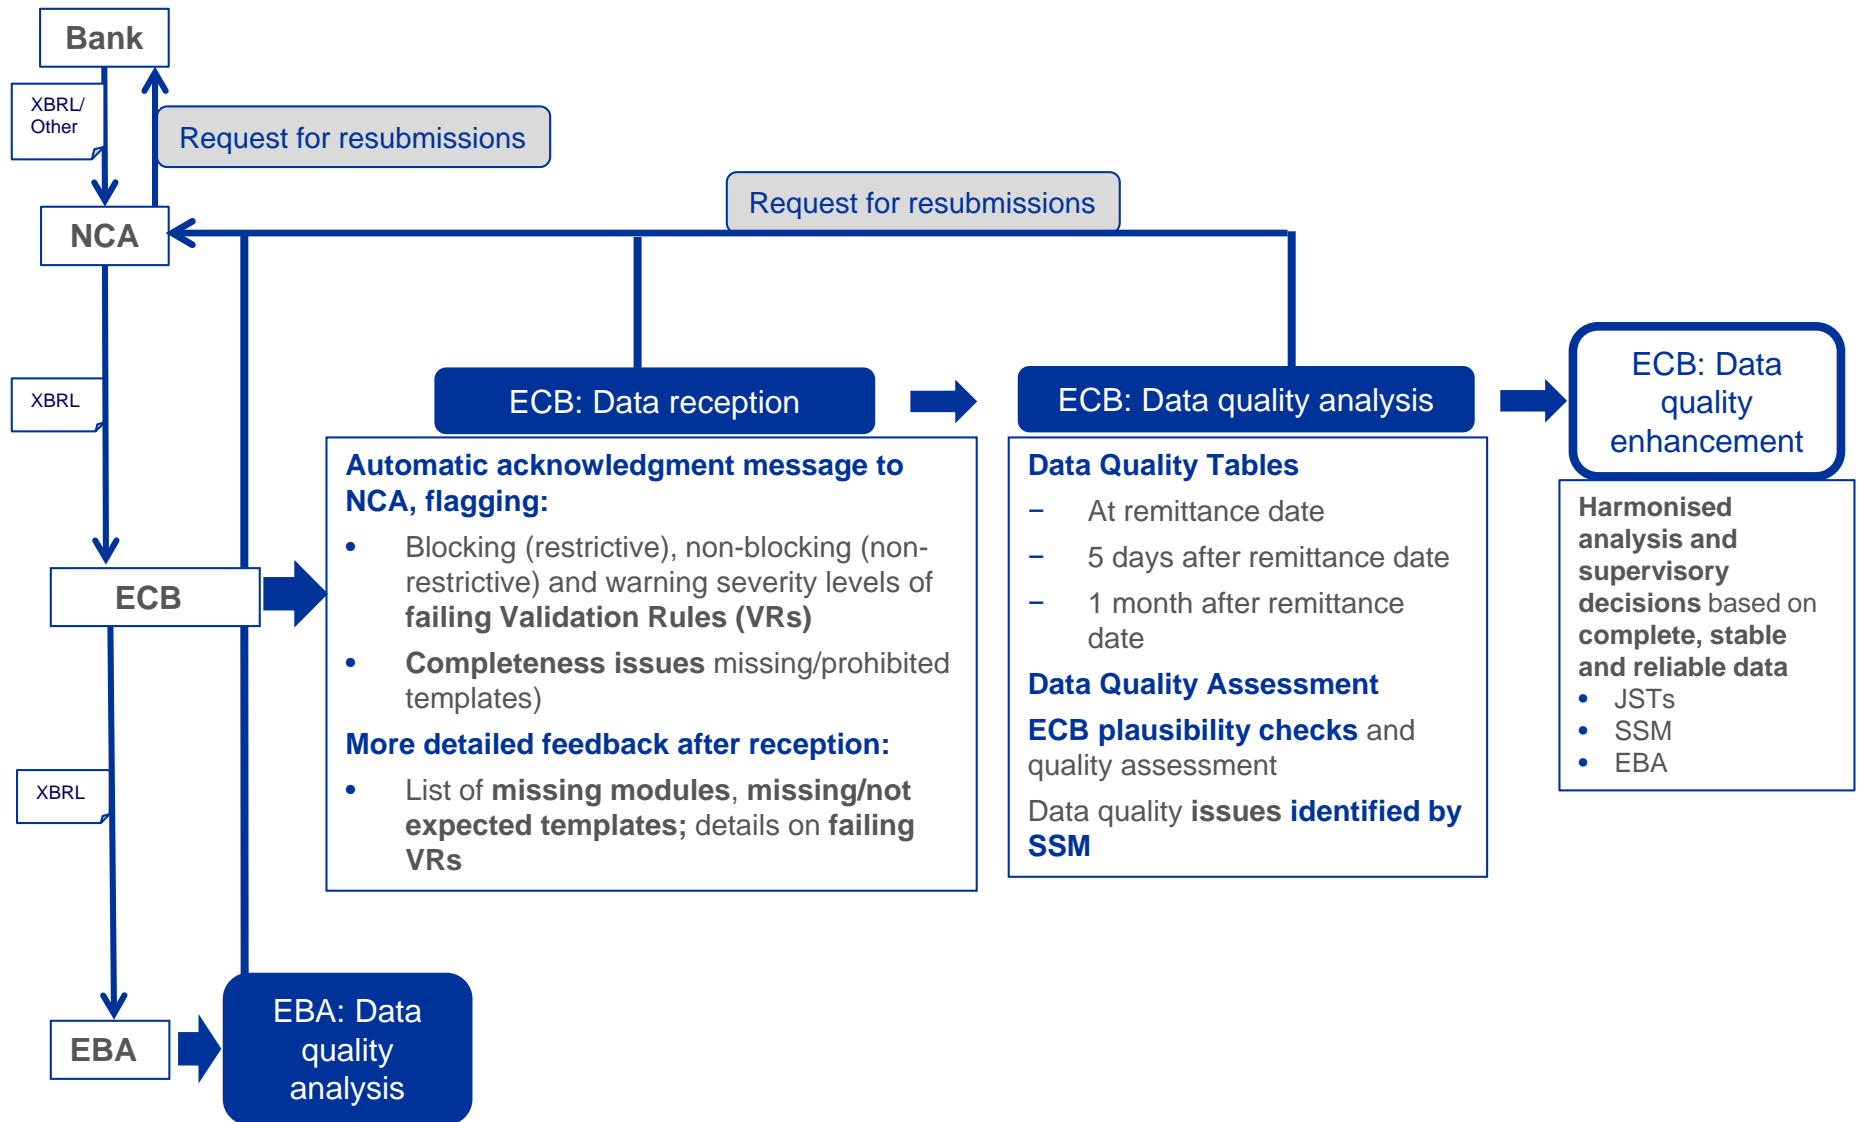 Bank
XBRL/
Other
Request for resubmissions
Request for resubmissions
NCA
XBRL
ECB: Data reception
ECB: Data quality analysis
ECB: Data
quality
enhancement
Automatic acknowledgment message to
NCA, flagging:
• Blocking (restrictive), non-blocking (non-
restrictive) and warning severity levels of
failing Validation Rules (VRs)
• Completeness issues missing/prohibited
templates)
More detailed feedback after reception:
• List of missing modules, missing/not
expected templates; details on failing
VRs
Data Quality Tables
– At remittance date
– 5 days after remittance date
– 1 month after remittance
date
Data Quality Assessment
ECB plausibility checks and
quality assessment
Data quality issues identified by
SSM
Harmonised
analysis and
supervisory
decisions based on
complete, stable
and reliable data
• JSTs
• SSM
• EBA
ECB
XBRL
EBA
EBA: Data
quality
analysis